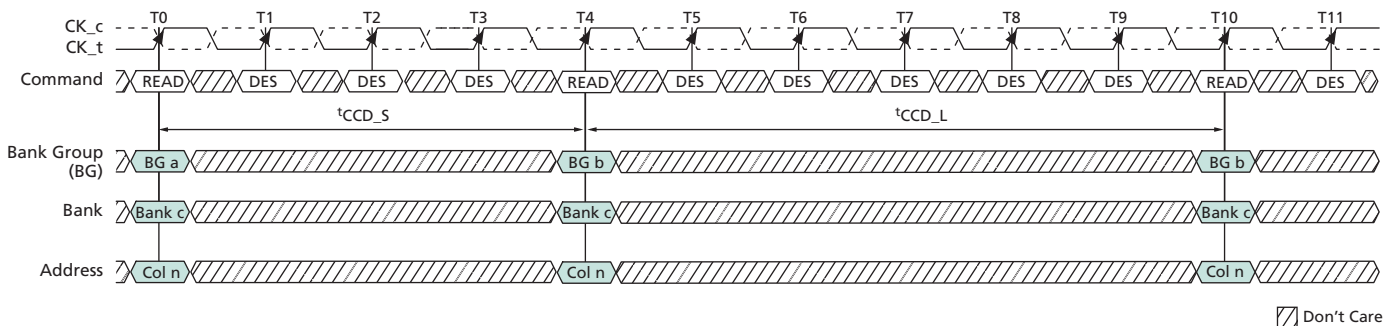 T0 T1 T2 T3 T4 T5 T6 T7 T8 T9 T10 T11
CK_c
CK_t
Command READ DES DES DES READ DES DES DES DES DES READ DES
tCCD_S tCCD_L
Bank Group
(BG)
BG a BG b BG b
Bank Bank c Bank c Bank c
Address Col n Col n Col n
Don't Care